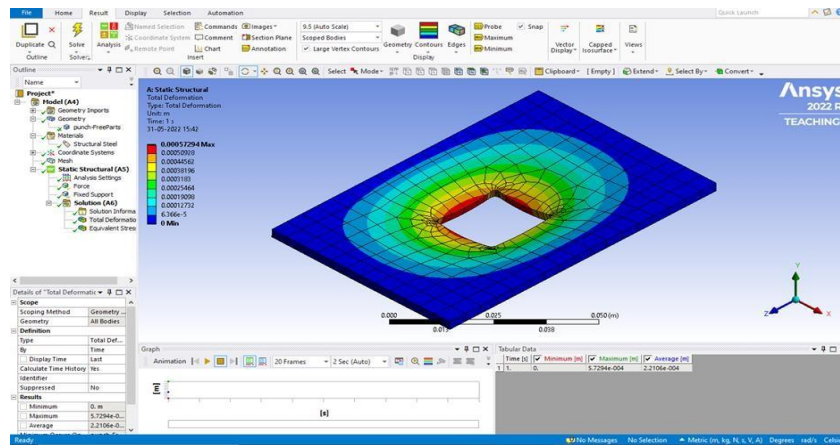 File Home Result Display Automation
Quick Launch
Duplicate
Outline
Solve
Solver
Analysis
Named Selection
Coordinate System
Remote Point
Commands
Comment
Chart
Images
Section Plane
Annotation
Insert
9.5 (Auto Scale)
Scoped Bodies
Large Vertex Contours
Geometry Contours Edges
Display
Probe
Maximum
Minimum
Snap
Vector Display
Capped Isosurface
Views
Select Mode Clipboard [ Empty ] Extend Select By Convert
Outline
Name
Project*
Model (A4)
Geometry Imports
Geometry
punch-FreeParts
Materials
Structural Steel
Coordinate Systems
Mesh
Static Structural (A5)
Analysis Settings
Force
Fixed Support
Solution (A6)
Solution Informa
Total Deformatio
Equivalent Stres
A: Static Structural
Total Deformation
Type: Total Deformation
Unit: m
Time: 1 s
31-05-2022 15:42
0.00057294 Max
0.00050928
0.00044562
0.00038196
0.0003183
0.00025464
0.00019098
0.00012732
6.366e-5
0 Min
Ansys
2022 R
TEACHING
0.000 0.025 0.050 (m)
0.013 0.038
Y
Z X
Details of "Total Deformatic
Scope
Scoping Method Geometry ...
Geometry All Bodies
Definition
Type Total Def...
By Time
Display Time Last
Calculate Time History Yes
Identifier
Suppressed No
Results
Minimum 0. m
Maximum 5.7294e-0...
Average 2.2106e-0...
Graph
Animation 20 Frames 2 Sec (Auto)
[m]
[s]
Tabular Data
Time [s] Minimum [m] Maximum [m] Average [m]
1 1. 0. 5.7294e-004 2.2106e-004
Ready
No Messages No Selection Metric (m, kg, N, s, V, A) Degrees rad/s Celsi